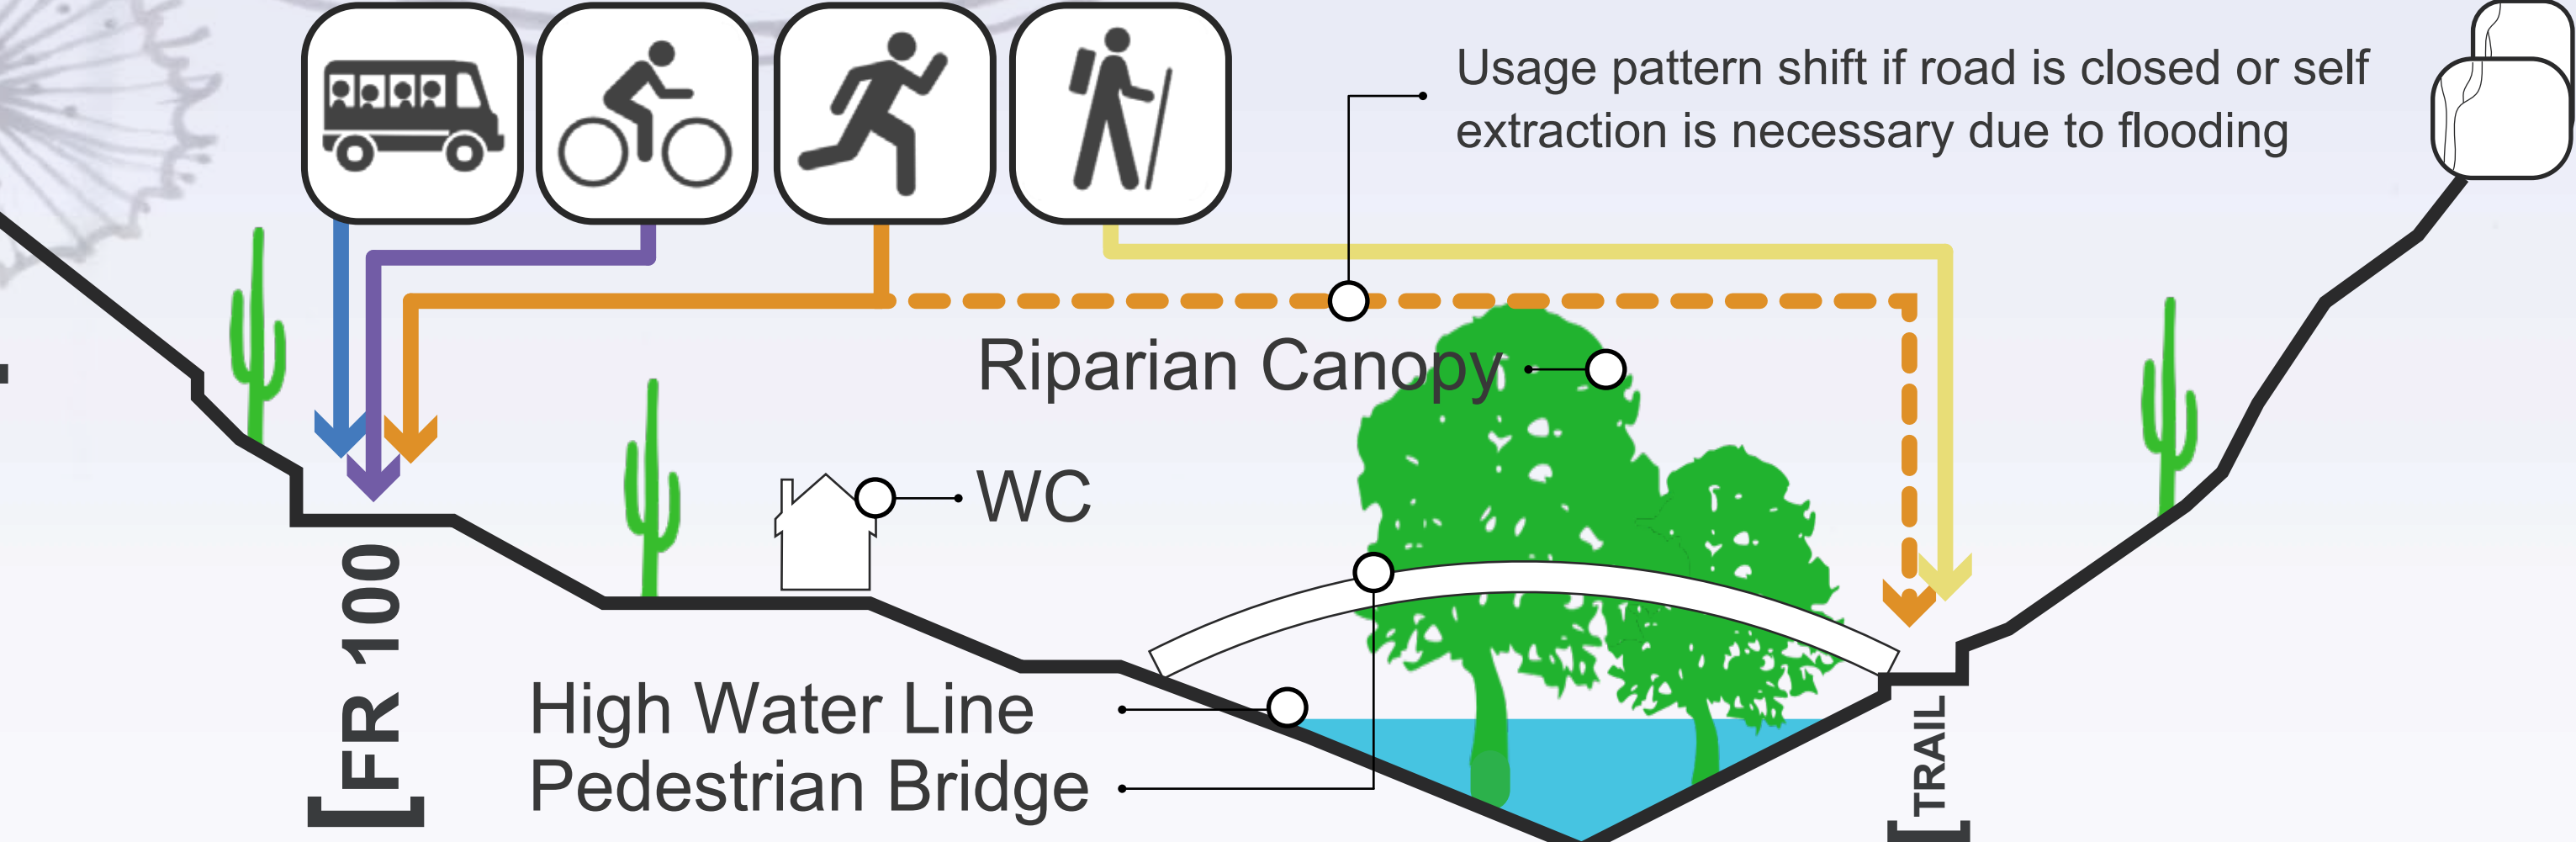 Usage pattern shift if road is closed or self
extraction is necessary due to flooding
Riparian Canopy
WC
High Water Line
Pedestrian Bridge
[FR 100
[TRAIL